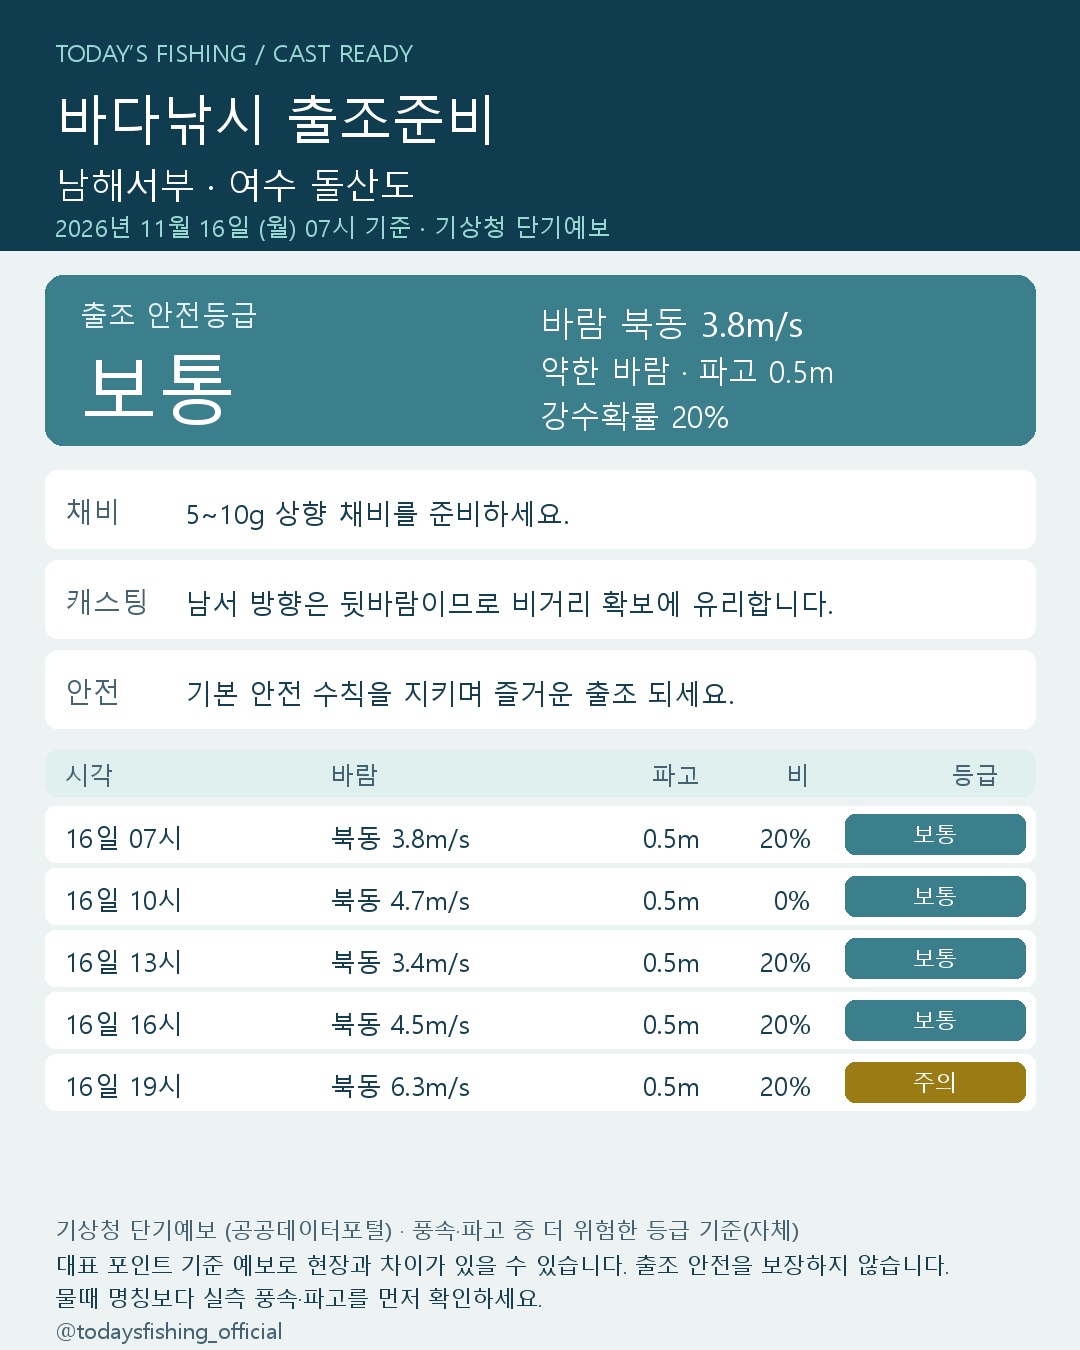 TODAY'S FISHING / CAST READY
바다낚시 출조준비
남해서부 · 여수 돌산도
2026년 11월 16일 (월) 07시 기준 · 기상청 단기예보
출조 안전등급
보통
바람 북동 3.8m/s
약한 바람 · 파고 0.5m
강수확률 20%
채비 5~10g 상향 채비를 준비하세요.
캐스팅 남서 방향은 뒷바람이므로 비거리 확보에 유리합니다.
안전 기본 안전 수칙을 지키며 즐거운 출조 되세요.
시각 바람 파고 비 등급
16일 07시 북동 3.8m/s 0.5m 20% 보통
16일 10시 북동 4.7m/s 0.5m 0% 보통
16일 13시 북동 3.4m/s 0.5m 20% 보통
16일 16시 북동 4.5m/s 0.5m 20% 보통
16일 19시 북동 6.3m/s 0.5m 20% 주의
기상청 단기예보 (공공데이터포털) · 풍속·파고 중 더 위험한 등급 기준(자체)
대표 포인트 기준 예보로 현장과 차이가 있을 수 있습니다. 출조 안전을 보장하지 않습니다.
물때 명칭보다 실측 풍속·파고를 먼저 확인하세요.
@todaysfishing_official